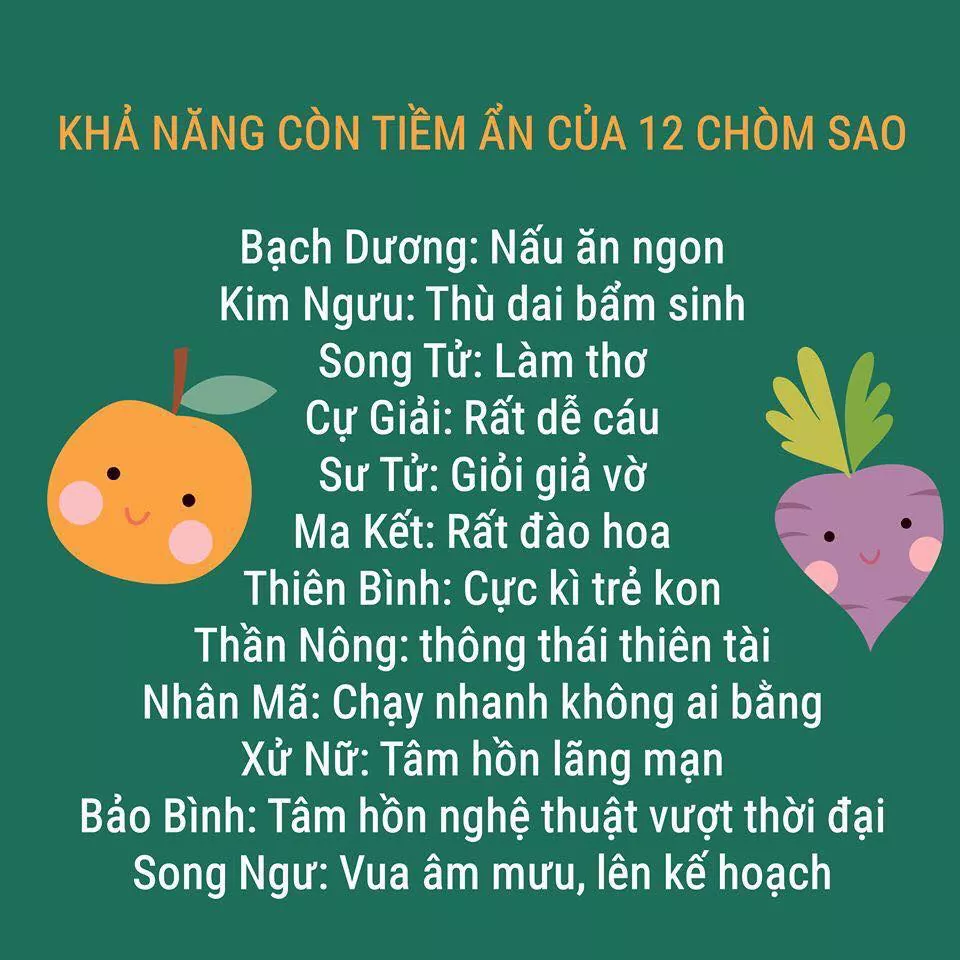 KHẢ NĂNG CÒN TIỀM ẨN CỦA 12 CHÒM SAO
Bạch Dương: Nấu ăn ngon
Kim Ngưu: Thù dai bẩm sinh
Song Tử: Làm thơ
Cự Giải: Rất dễ cáu
Sư Tử: Giỏi giả vờ
Ma Kết: Rất đào hoa
Thiên Bình: Cực kì trẻ kon
Thần Nông: thông thái thiên tài
Nhân Mã: Chạy nhanh không ai bằng
Xử Nữ: Tâm hồn lãng mạn
Bảo Bình: Tâm hồn nghệ thuật vượt thời đại
Song Ngư: Vua âm mưu, lên kế hoạch